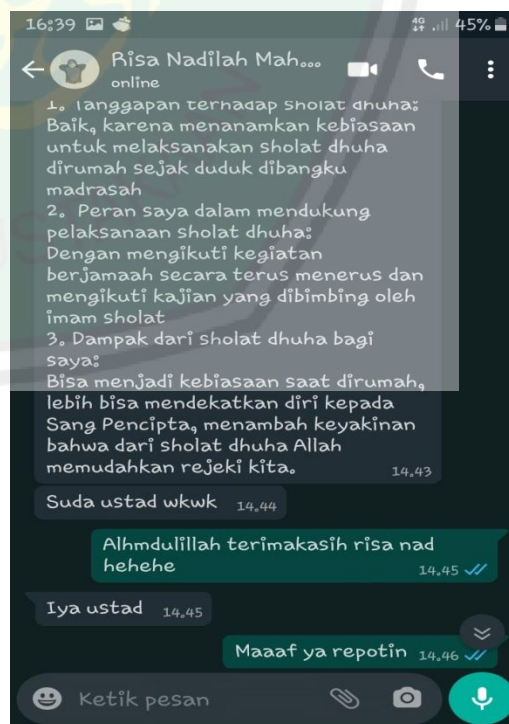 16:39 4G 45%
Risa Nadilah Mah...
online
1. Tanggapan terhadap sholat dhuha:
Baik, karena menanamkan kebiasaan
untuk melaksanakan sholat dhuha
dirumah sejak duduk dibangku
madrasah
2. Peran saya dalam mendukung
pelaksanaan sholat dhuha:
Dengan mengikuti kegiatan
berjamaah secara terus menerus dan
mengikuti kajian yang dibimbing oleh
imam sholat
3. Dampak dari sholat dhuha bagi
saya:
Bisa menjadi kebiasaan saat dirumah,
lebih bisa mendekatkan diri kepada
Sang Pencipta, menambah keyakinan
bahwa dari sholat dhuha Allah
memudahkan rejeki kita. 14.43
Suda ustad wkwk 14.44
Alhmdulillah terimakasih risa nad
hehehe 14.45
Iya ustad 14.45
Maaaf ya repotin 14.46
Ketik pesan